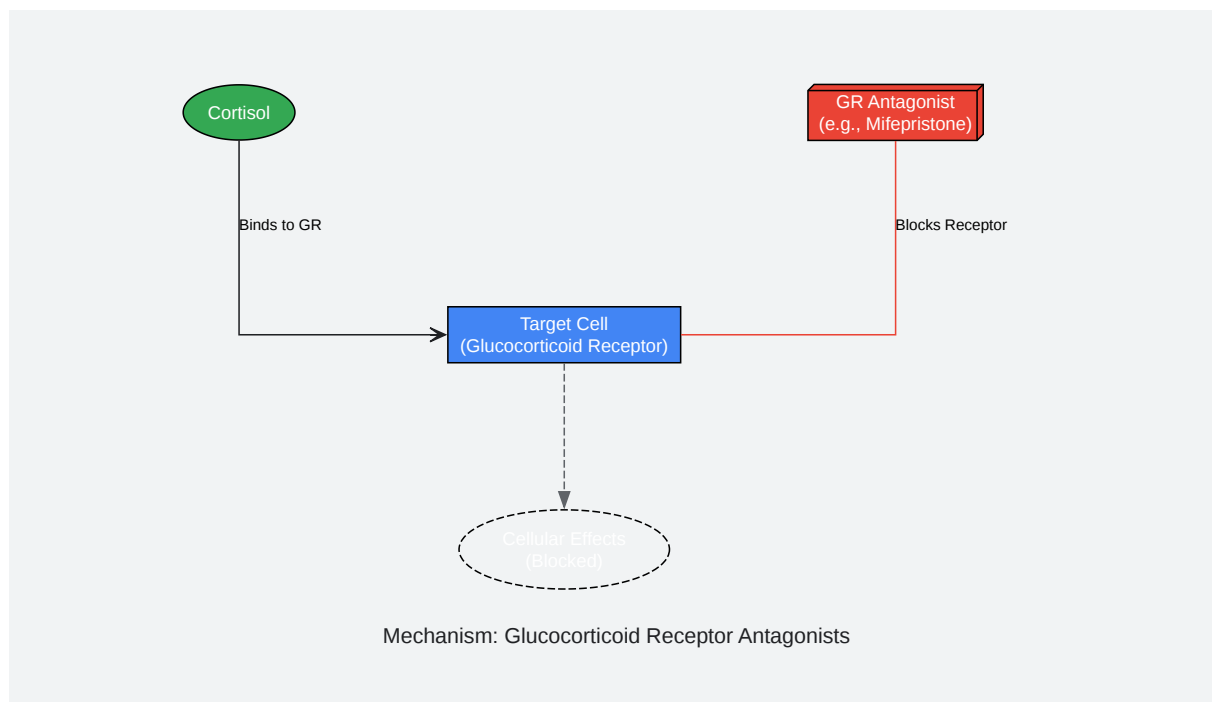 Cortisol
GR Antagonist
(e.g., Mifepristone)
Binds to GR
Blocks Receptor
Target Cell
(Glucocorticoid Receptor)
Cellular Effects
(Blocked)
Mechanism: Glucocorticoid Receptor Antagonists